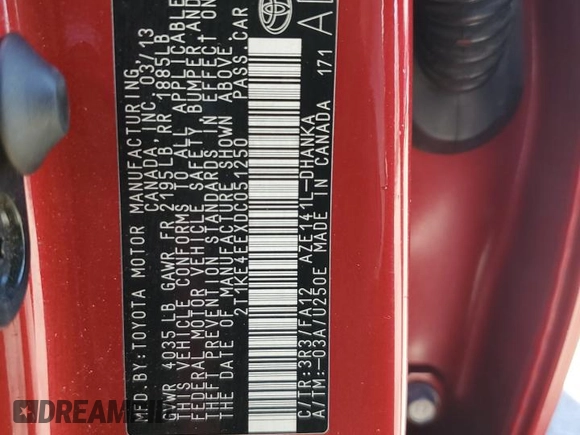 MFD.BY:TOYOTA MOTOR MANUFACTURING
CANADA, INC. 03/13
GVWR 4035LB GAWR FR 2195LB RR 1885LB
THIS VEHICLE CONFORMS TO ALL APPLICABLE
FEDERAL MOTOR VEHICLE SAFETY, BUMPER, AND
THEFT PREVENTION STANDARDS IN EFFECT ON
THE DATE OF MANUFACTURE SHOWN ABOVE.
2T1KE4EEXDC051250 PASS CAR
C/TR:3R3/FA12 AZE141L-DHANKA
A/TM:-03A/U250E MADE IN CANADA 171
DREAM